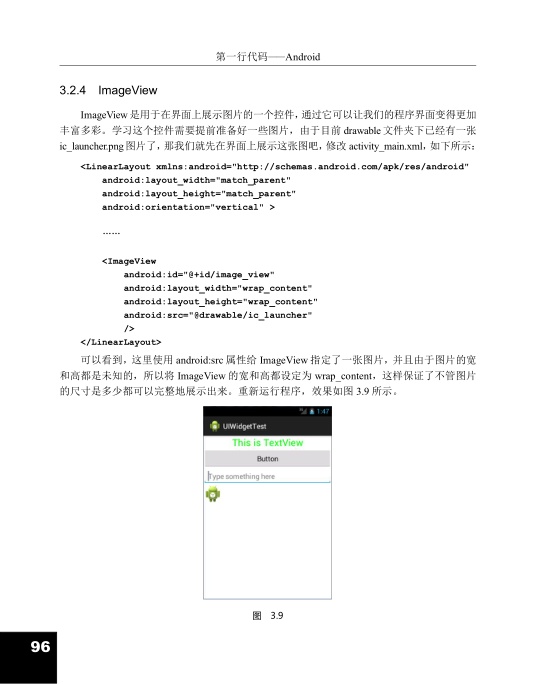 第一行代码——Android
3.2.4 ImageView
ImageView 是用于在界面上展示图片的一个控件，通过它可以让我们的程序界面变得更加
丰富多彩。学习这个控件需要提前准备好一些图片，由于目前 drawable 文件夹下已经有一张
ic_launcher.png 图片了，那我们就先在界面上展示这张图吧，修改 activity_main.xml，如下所示：
<LinearLayout xmlns:android="http://schemas.android.com/apk/res/android"
android:layout_width="match_parent"
android:layout_height="match_parent"
android:orientation="vertical" >
……
<ImageView
android:id="@+id/image_view"
android:layout_width="wrap_content"
android:layout_height="wrap_content"
android:src="@drawable/ic_launcher"
/>
</LinearLayout>
可以看到，这里使用 android:src 属性给 ImageView 指定了一张图片，并且由于图片的宽
和高都是未知的，所以将 ImageView 的宽和高都设定为 wrap_content，这样保证了不管图片
的尺寸是多少都可以完整地展示出来。重新运行程序，效果如图 3.9 所示。
1:47
UIWidgetTest
This is TextView
Button
Type something here
图 3.9
96